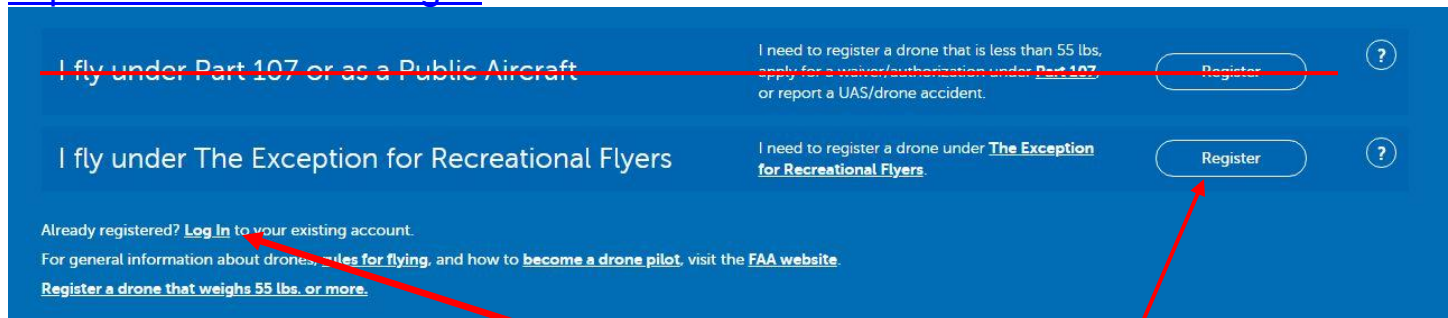 I fly under Part 107 or as a Public Aircraft
I need to register a drone that is less than 55 lbs,
apply for a waiver/authorization under Part 107,
or report a UAS/drone accident.
Register
?
I fly under The Exception for Recreational Flyers
I need to register a drone under The Exception
for Recreational Flyers.
Register
?
Already registered? Log In to your existing account.
For general information about drones, rules for flying, and how to become a drone pilot, visit the FAA website.
Register a drone that weighs 55 lbs. or more.